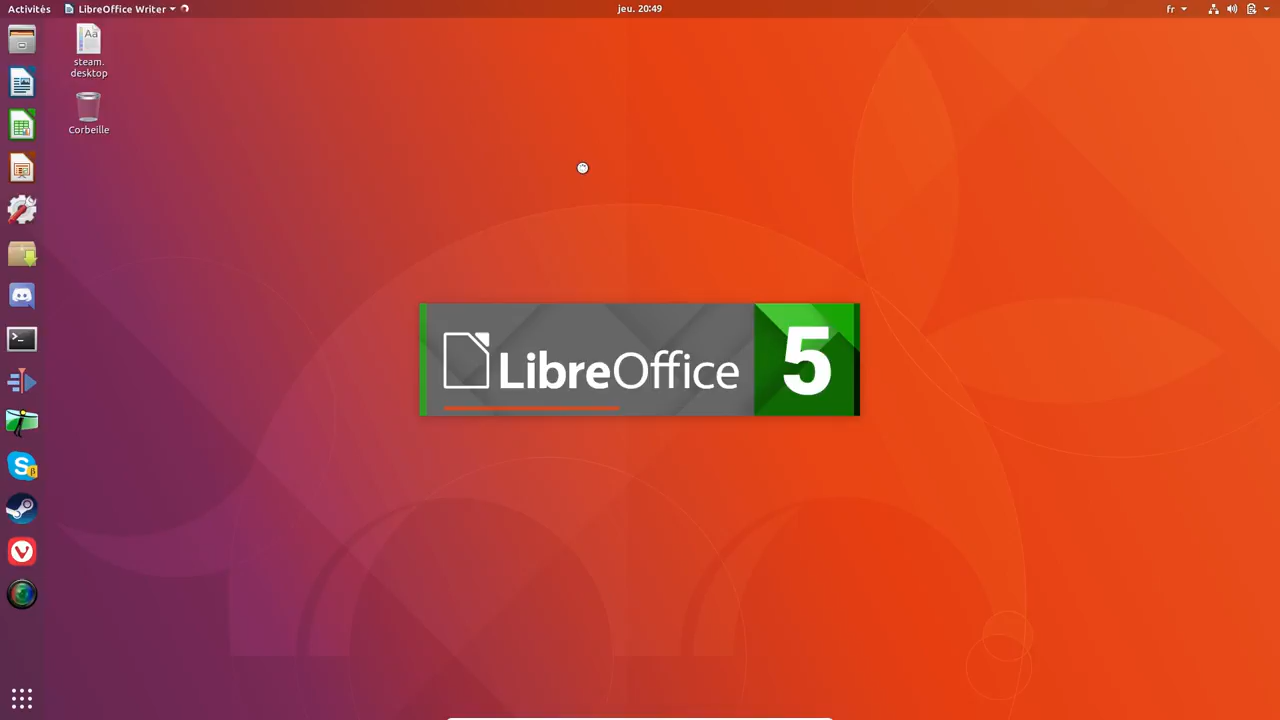 Activités LibreOffice Writer jeu. 20:49 fr
steam.
desktop
Corbeille
LibreOffice 5